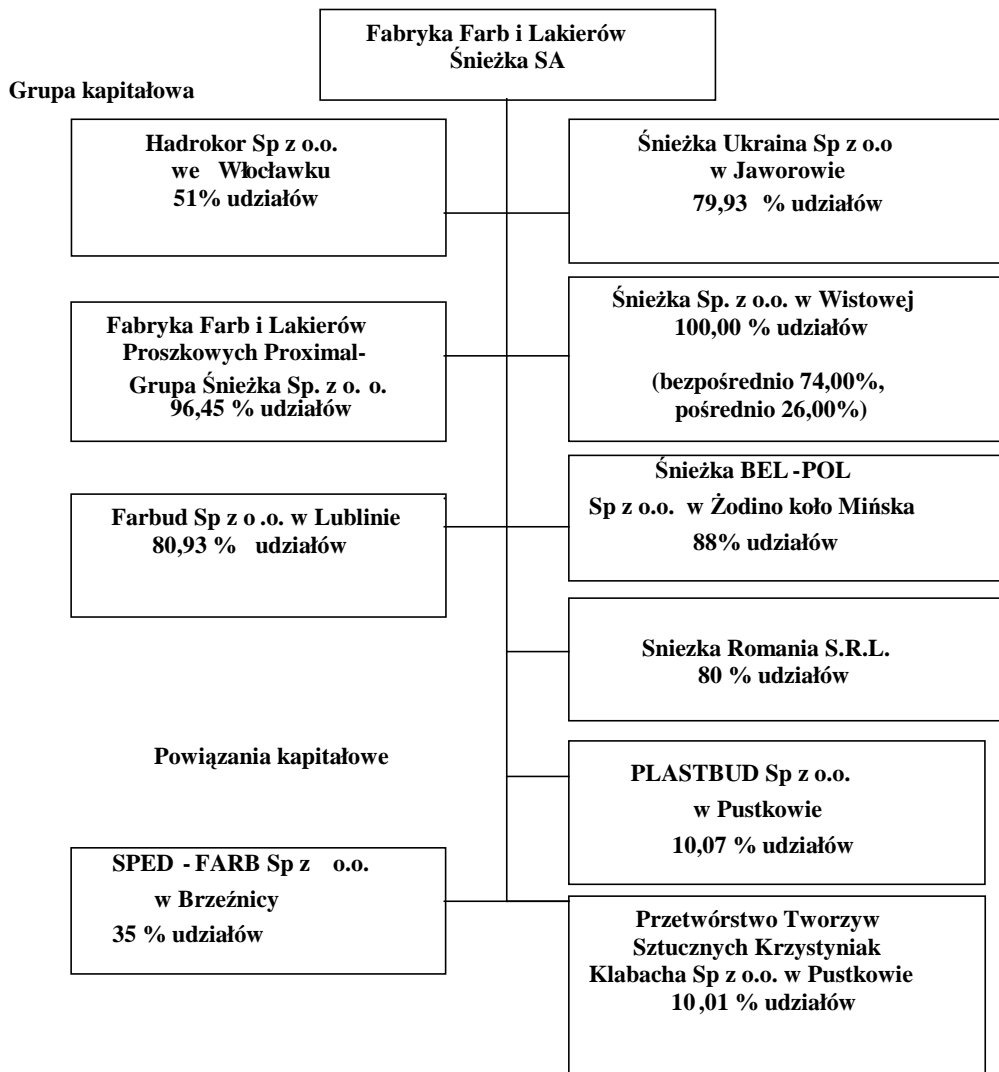 Fabryka Farb i Lakierów
Śnieżka SA
Grupa kapitałowa
Hadrokor Sp z o.o.
we Włocławku
51% udziałów
Śnieżka Ukraina Sp z o.o
w Jaworowie
79,93 % udziałów
Fabryka Farb i Lakierów
Proszkowych Proximal-
Grupa Śnieżka Sp. z o. o.
96,45 % udziałów
Śnieżka Sp. z o.o. w Wistowej
100,00 % udziałów
(bezpośrednio 74,00%,
pośrednio 26,00%)
Farbud Sp z o .o. w Lublinie
80,93 % udziałów
Śnieżka BEL -POL
Sp z o.o. w Żodino koło Mińska
88% udziałów
Sniezka Romania S.R.L.
80 % udziałów
Powiązania kapitałowe
PLASTBUD Sp z o.o.
w Pustkowie
10,07 % udziałów
SPED - FARB Sp z o.o.
w Brzeźnicy
35 % udziałów
Przetwórstwo Tworzyw
Sztucznych Krzystyniak
Klabacha Sp z o.o. w Pustkowie
10,01 % udziałów